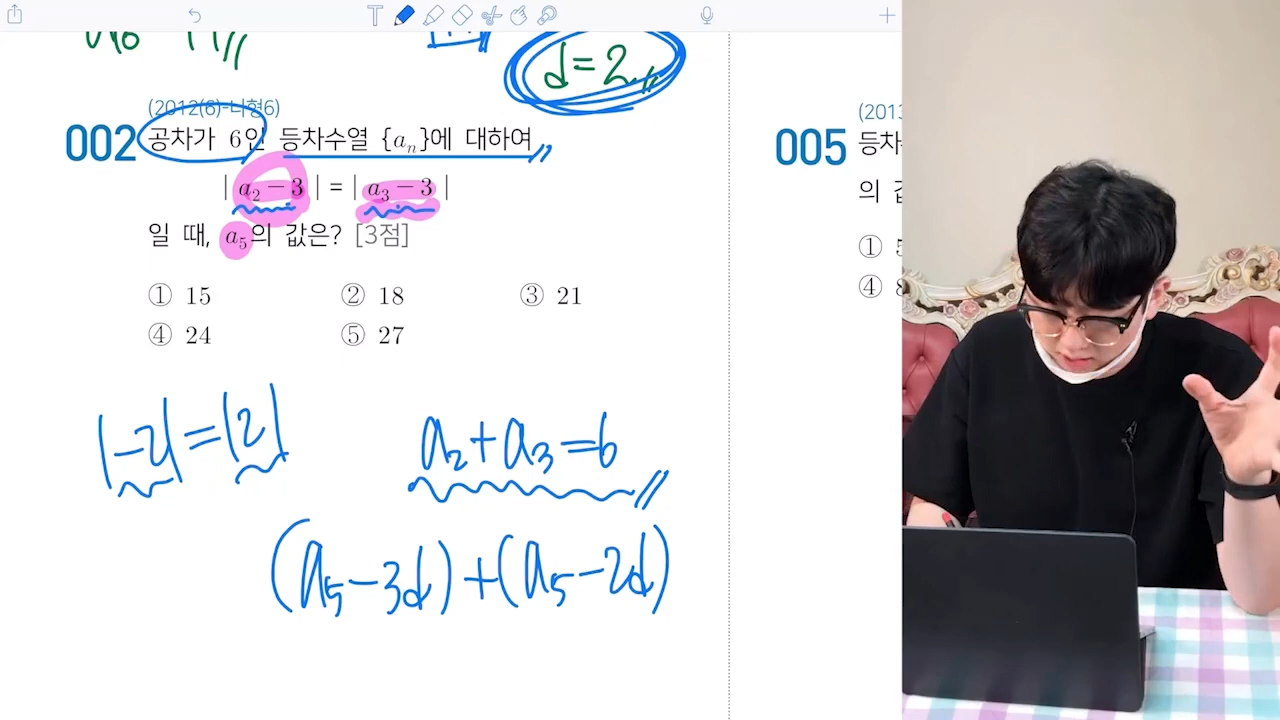 d=2
(2012(6)-나형6)
002 공차가 6인 등차수열 {aₙ}에 대하여
| a₂ − 3 | = | a₃ − 3 |
일 때, a₅의 값은? [3점]
① 15 ② 18 ③ 21
④ 24 ⑤ 27
|-2|=|2|
a₂+a₃=6
(a₅-3d)+(a₅-2d)
(2013
005 등차
의 값
① 5
④ 8